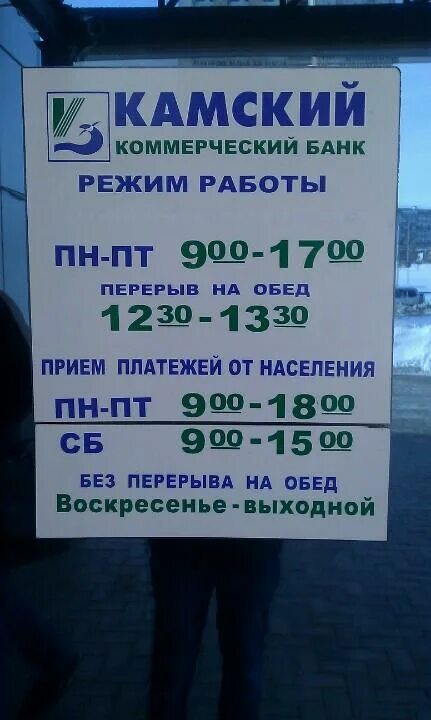 КАМСКИЙ
КОММЕРЧЕСКИЙ БАНК
РЕЖИМ РАБОТЫ
ПН-ПТ 900-1700
ПЕРЕРЫВ НА ОБЕД
1230-1330
ПРИЕМ ПЛАТЕЖЕЙ ОТ НАСЕЛЕНИЯ
ПН-ПТ 900-1800
СБ 900-1500
БЕЗ ПЕРЕРЫВА НА ОБЕД
Воскресенье-выходной